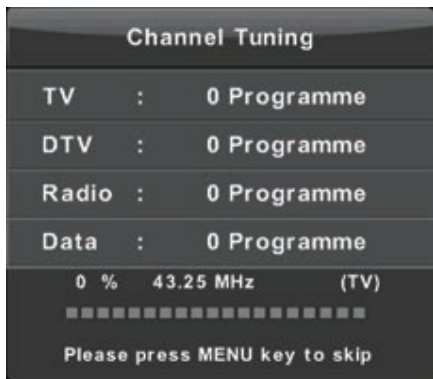 Channel Tuning
TV : 0 Programme
DTV : 0 Programme
Radio : 0 Programme
Data : 0 Programme
0 % 43.25 MHz (TV)
Please press MENU key to skip